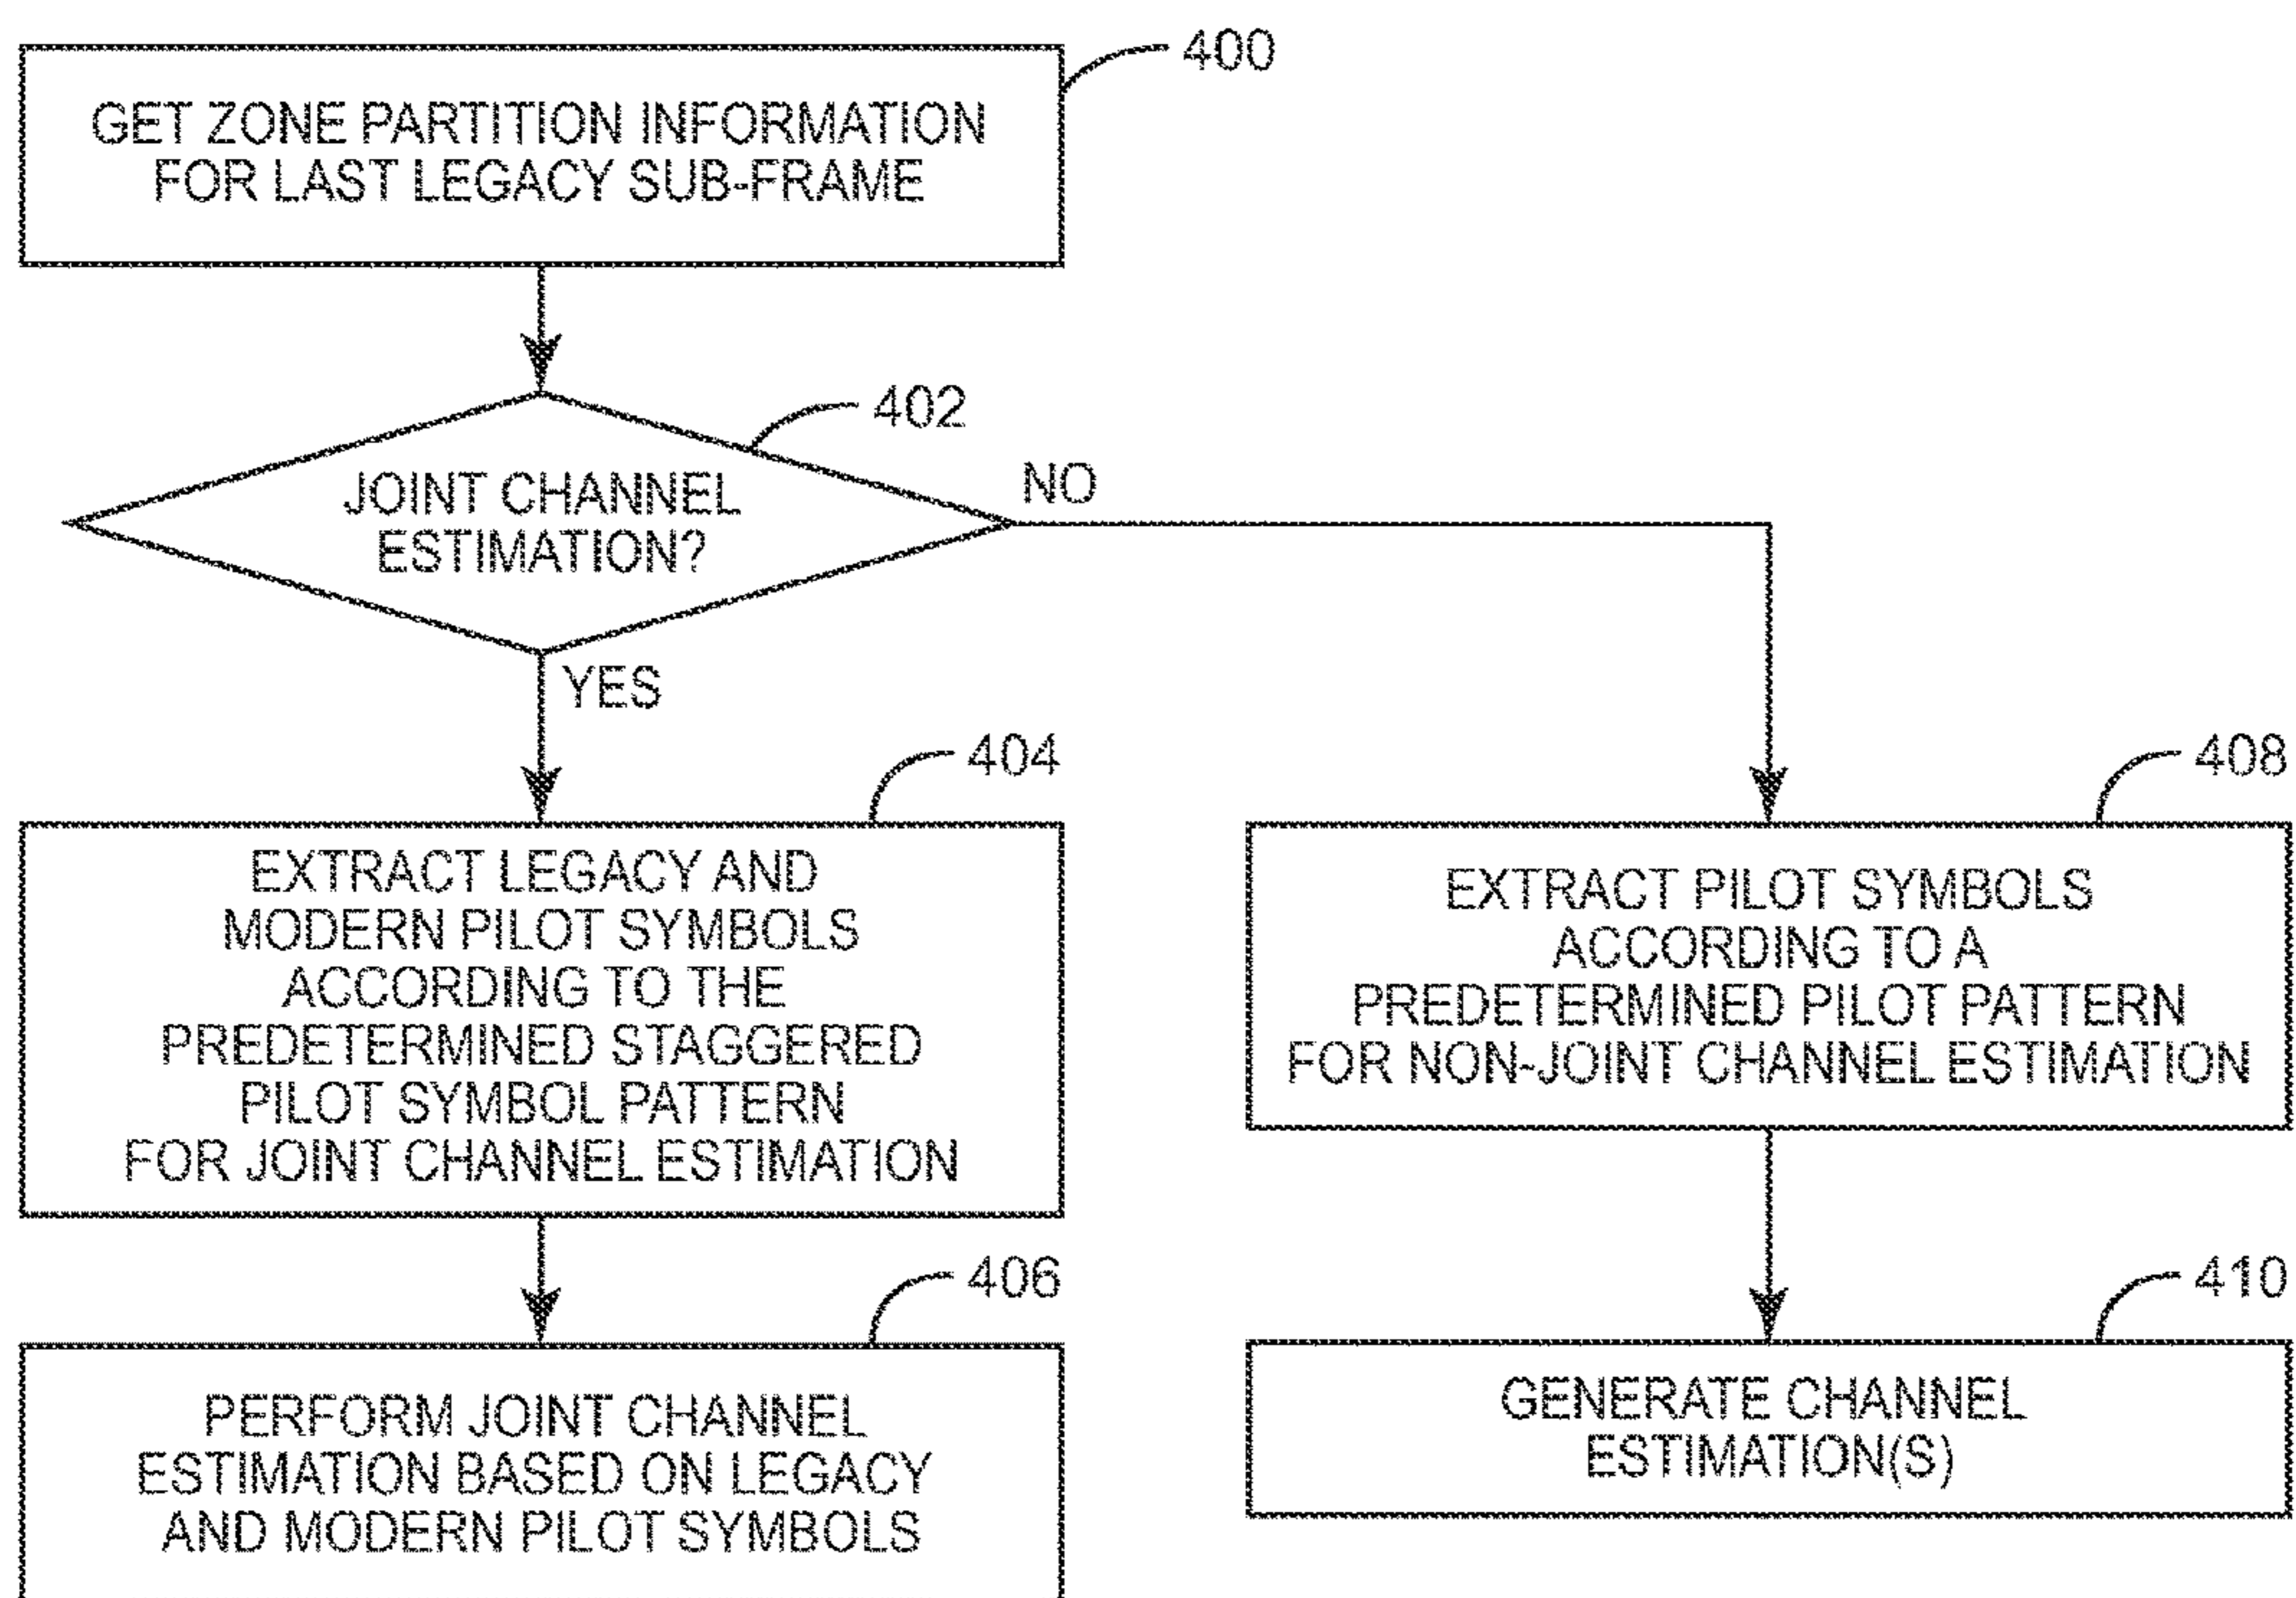 400
GET ZONE PARTITION INFORMATION
FOR LAST LEGACY SUB-FRAME
402
JOINT CHANNEL
ESTIMATION?
NO
YES
404
EXTRACT LEGACY AND
MODERN PILOT SYMBOLS
ACCORDING TO THE
PREDETERMINED STAGGERED
PILOT SYMBOL PATTERN
FOR JOINT CHANNEL ESTIMATION
408
EXTRACT PILOT SYMBOLS
ACCORDING TO A
PREDETERMINED PILOT PATTERN
FOR NON-JOINT CHANNEL ESTIMATION
406
PERFORM JOINT CHANNEL
ESTIMATION BASED ON LEGACY
AND MODERN PILOT SYMBOLS
410
GENERATE CHANNEL
ESTIMATION(S)